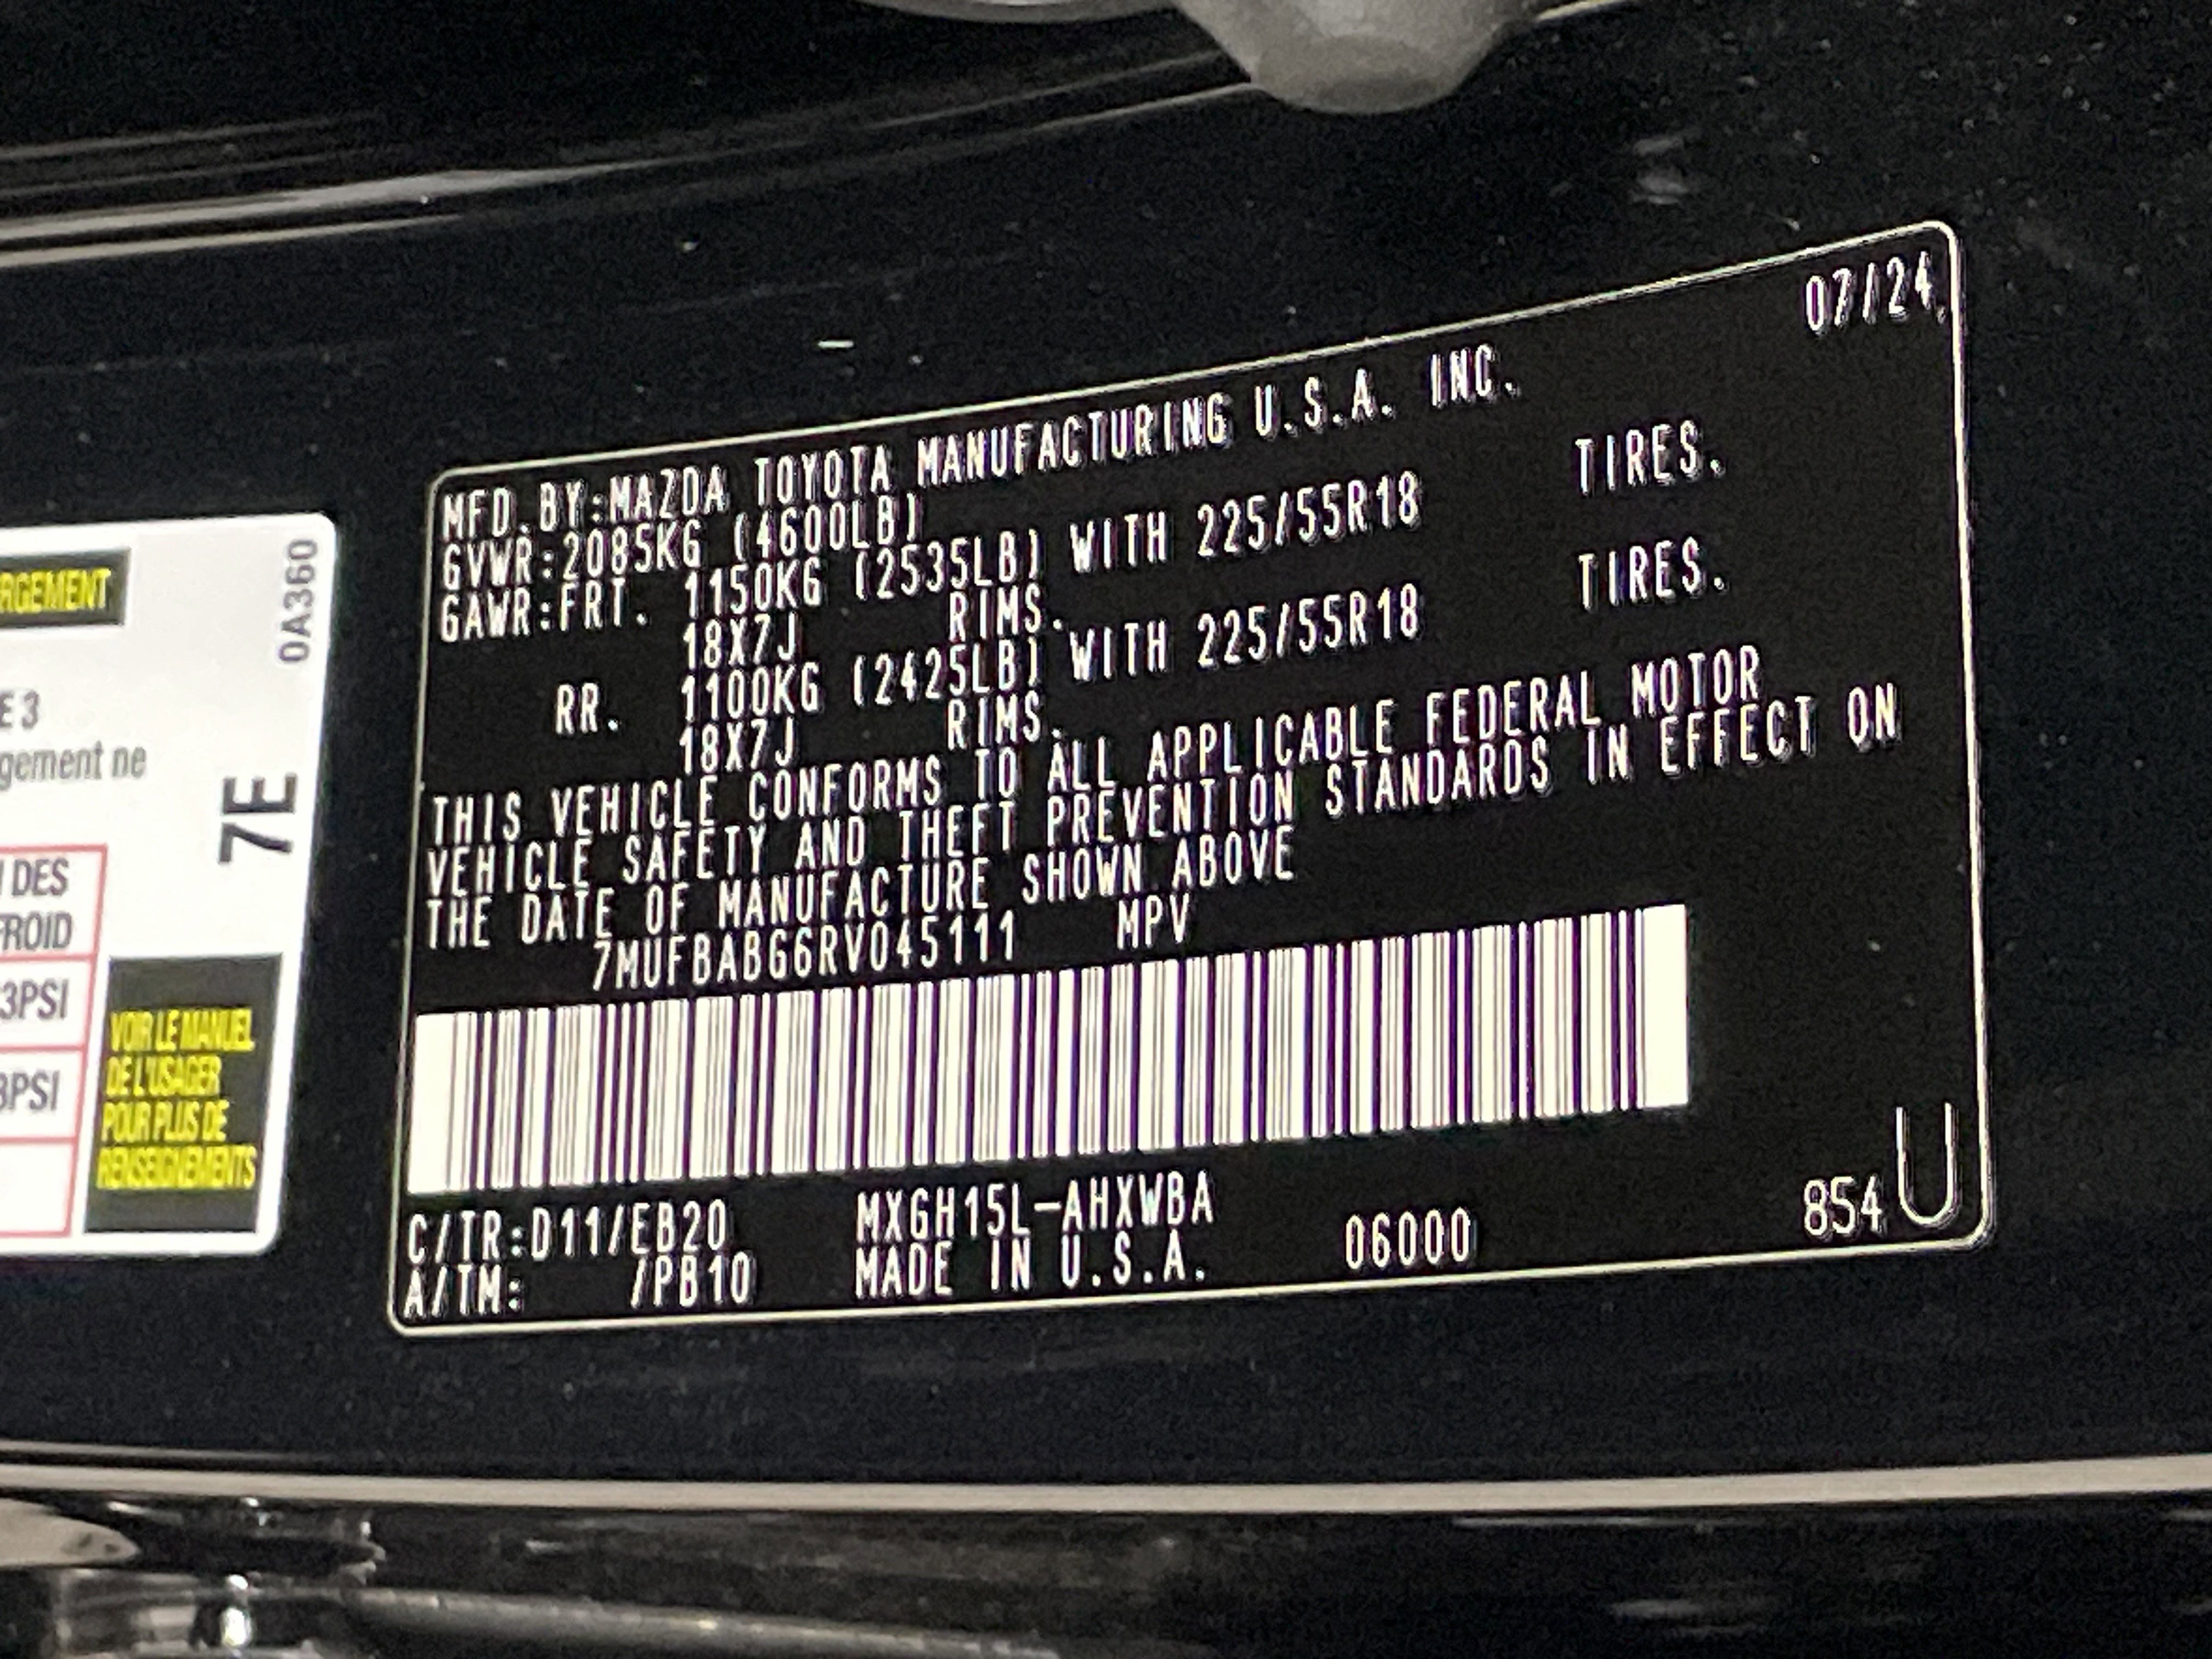 07/24
MFD.BY:MAZDA TOYOTA MANUFACTURING U.S.A. INC.
GVWR:2085KG (4600LB)
GAWR:FRT. 1150KG (2535LB) WITH 225/55R18 TIRES.
18X7J RIMS.
RR. 1100KG (2425LB) WITH 225/55R18 TIRES.
18X7J RIMS.
THIS VEHICLE CONFORMS TO ALL APPLICABLE FEDERAL MOTOR
VEHICLE SAFETY AND THEFT PREVENTION STANDARDS IN EFFECT ON
THE DATE OF MANUFACTURE SHOWN ABOVE
7MUFBABG6RV045111 MPV
C/TR:D11/EB20 MXGH15L-AHXWBA
A/TM: /PB10 MADE IN U.S.A. 06000 854 U
0A360
7E
RGEMENT
E 3
gement ne
DES
FROID
3PSI
3PSI
VOIR LE MANUEL
DE L'USAGER
POUR PLUS DE
RENSEIGNEMENTS